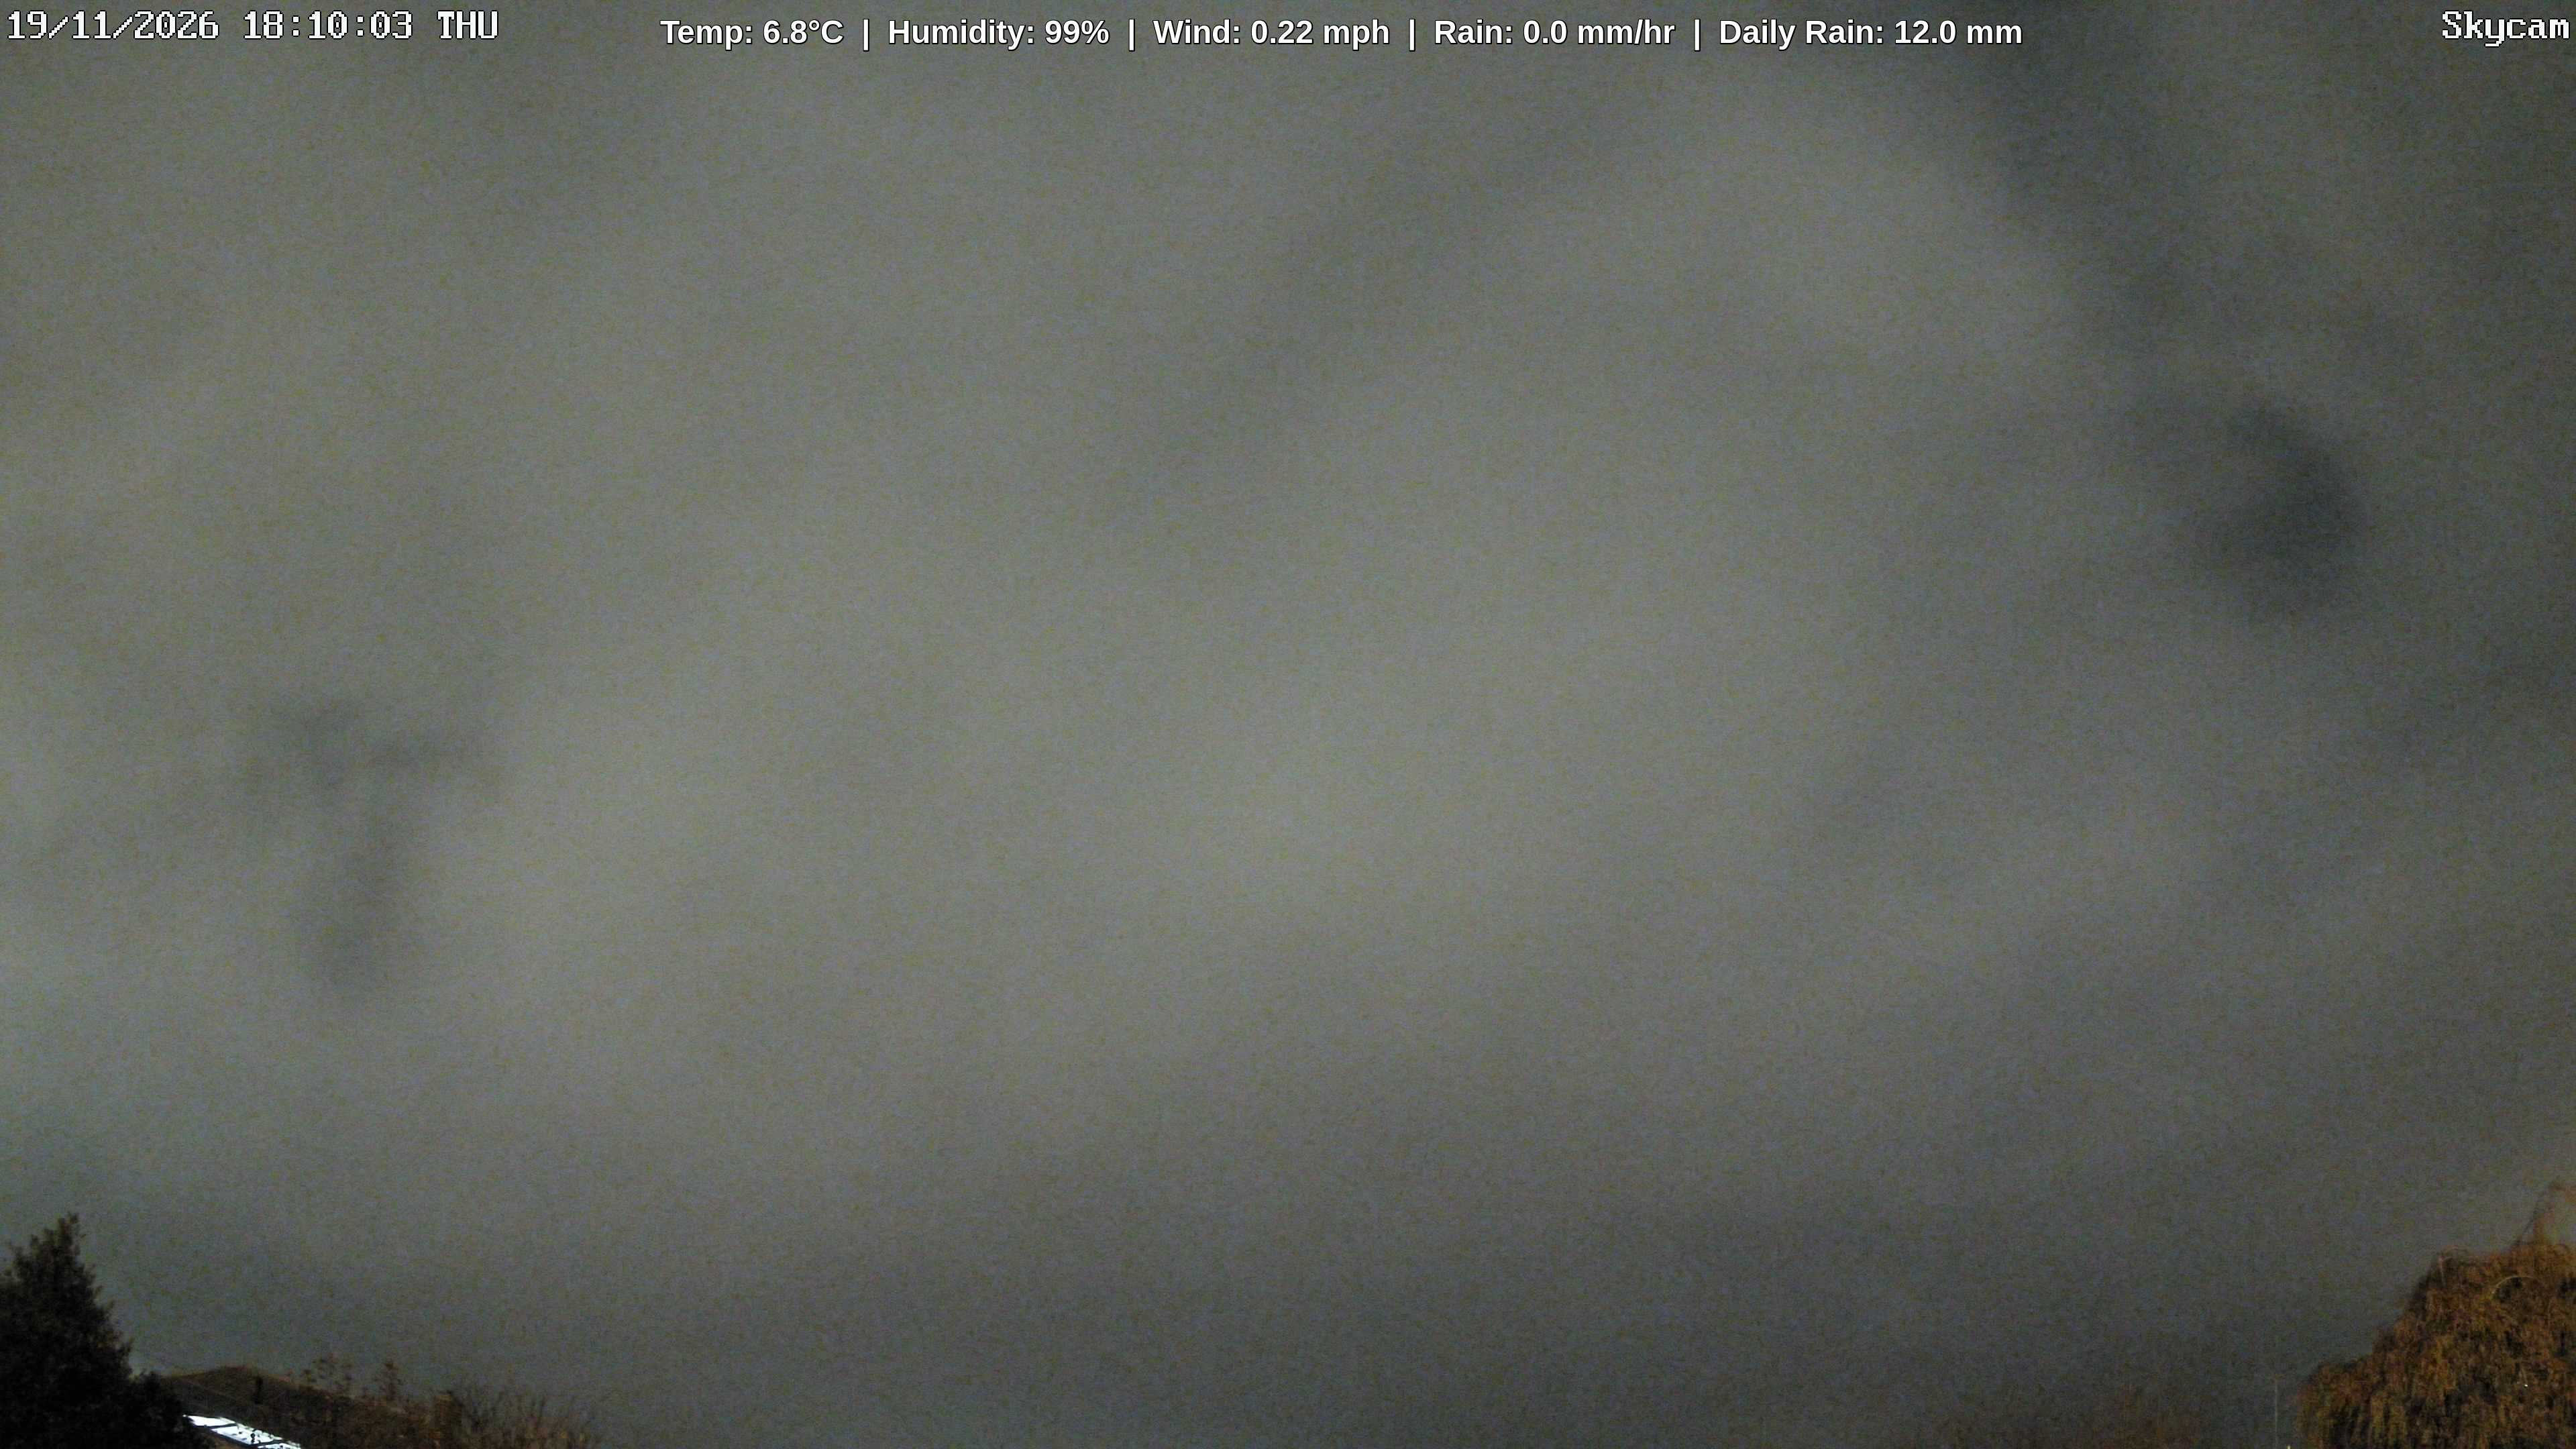 19/11/2026 18:10:03 THU
Temp: 6.8°C | Humidity: 99% | Wind: 0.22 mph | Rain: 0.0 mm/hr | Daily Rain: 12.0 mm
Skycam